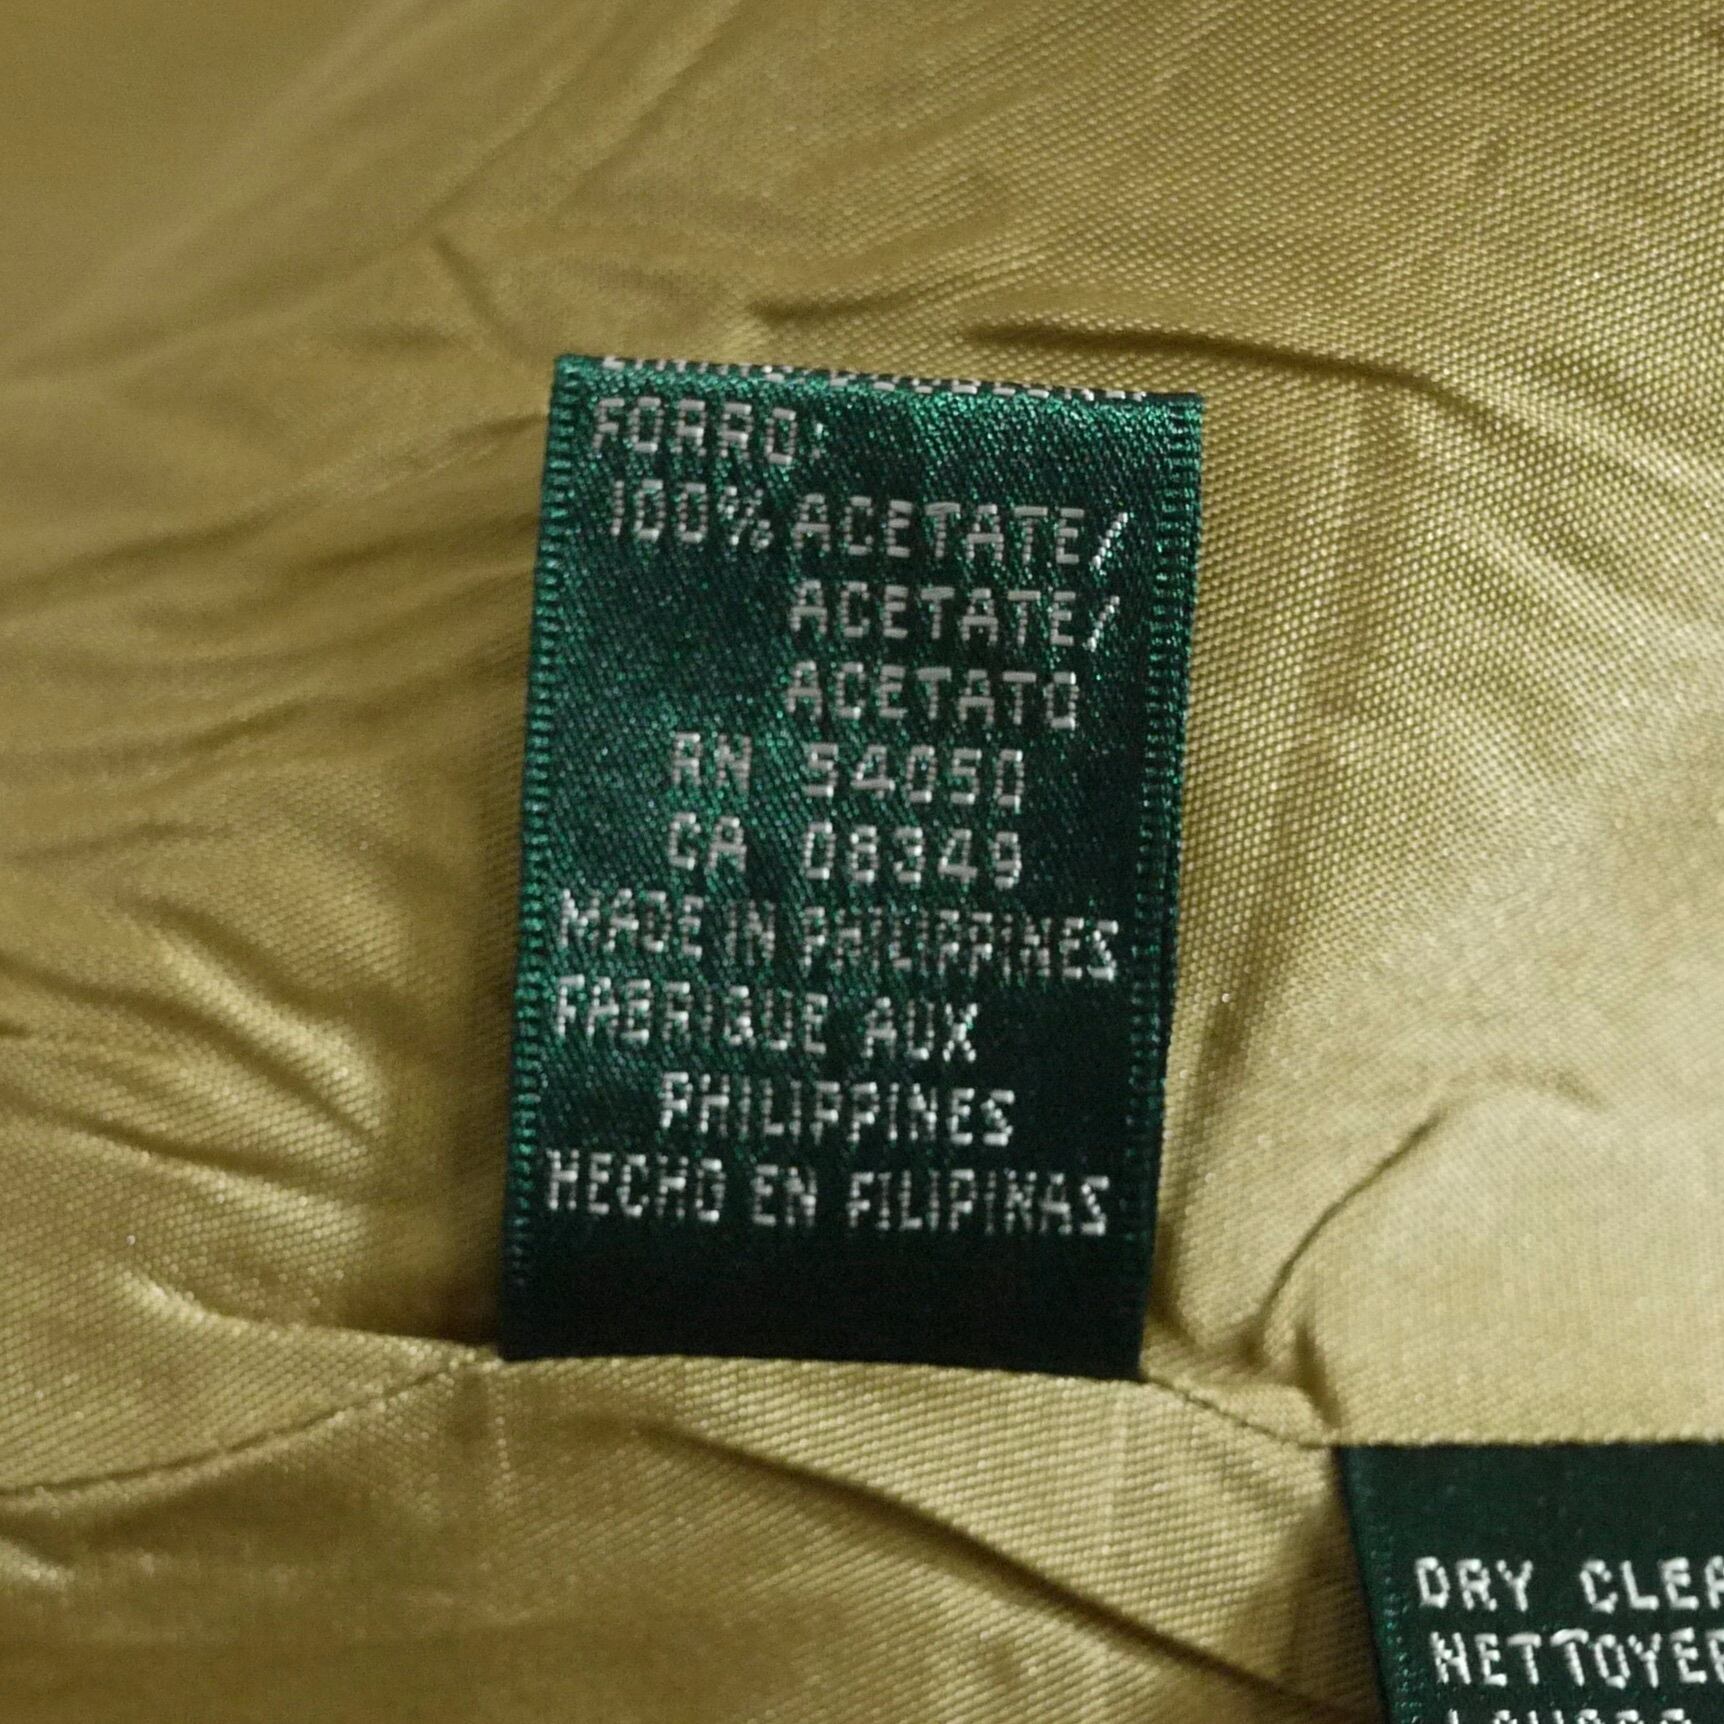 FORRO:
100% ACETATE/
ACETATE/
ACETATO
RN 54050
CA 08349
MADE IN PHILIPPINES
FABRIQUE AUX
PHILIPPINES
HECHO EN FILIPINAS
DRY CLEA
NETTOYER